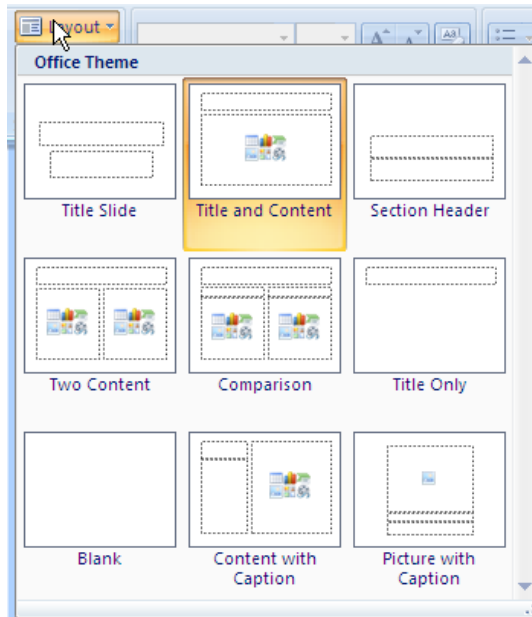 Layout
Office Theme
Title Slide
Title and Content
Section Header
Two Content
Comparison
Title Only
Blank
Content with
Caption
Picture with
Caption